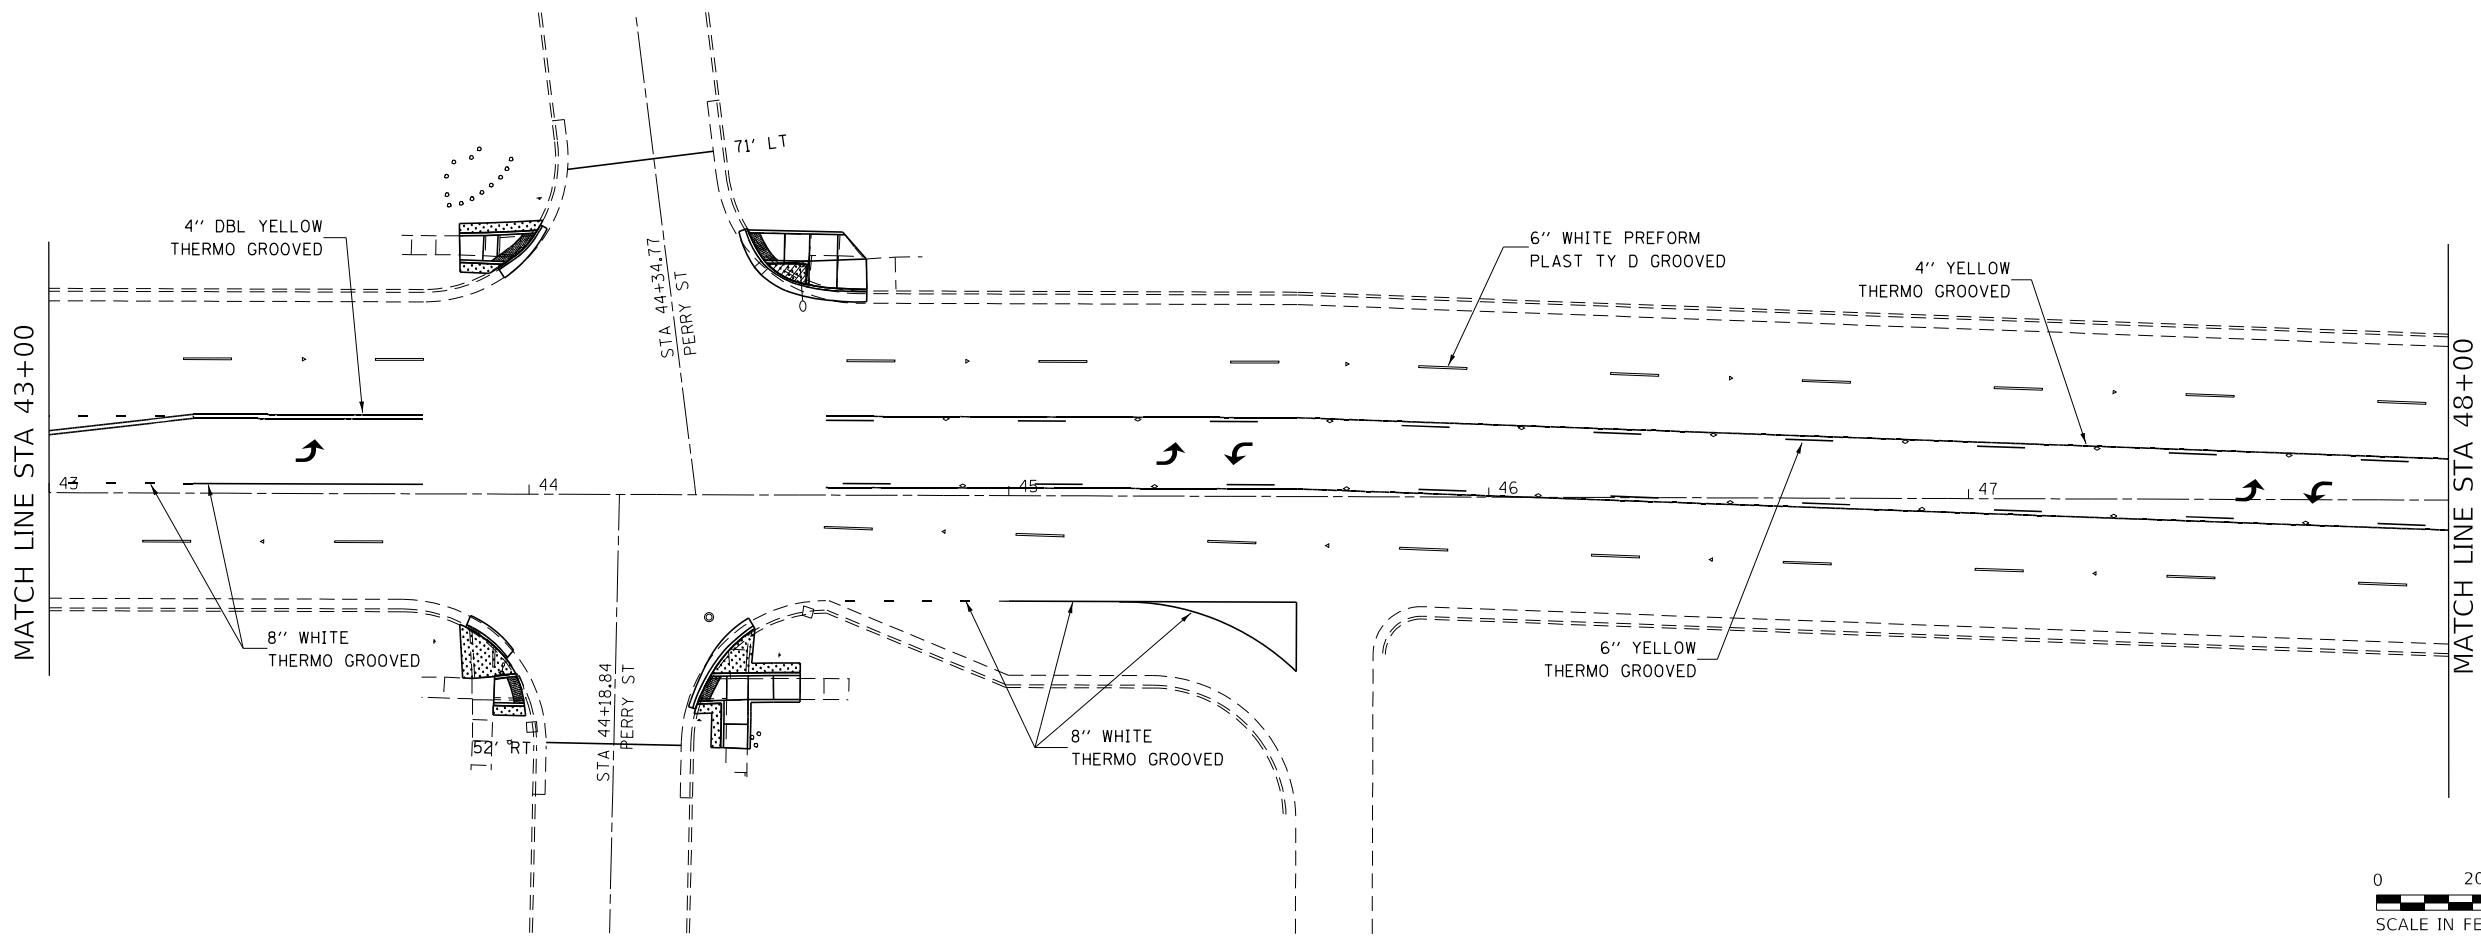 71' LT
4'' DBL YELLOW
THERMO GROOVED
STA 44+34.77
PERRY ST
6'' WHITE PREFORM
PLAST TY D GROOVED
4'' YELLOW
THERMO GROOVED
MATCH LINE STA 43+00
MATCH LINE STA 48+00
43
44
45
46
47
8'' WHITE
THERMO GROOVED
6'' YELLOW
THERMO GROOVED
STA 44+18.84
PERRY ST
52' RT
8'' WHITE
THERMO GROOVED
0
SCALE IN